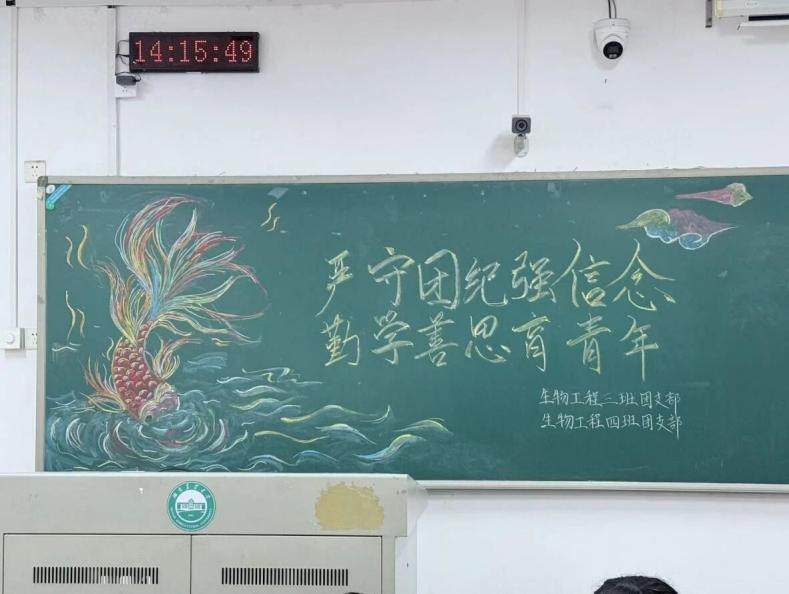 14:15:49
严守团纪强信念
勤学善思育青年
生物工程三班团支部
生物工程四班团支部